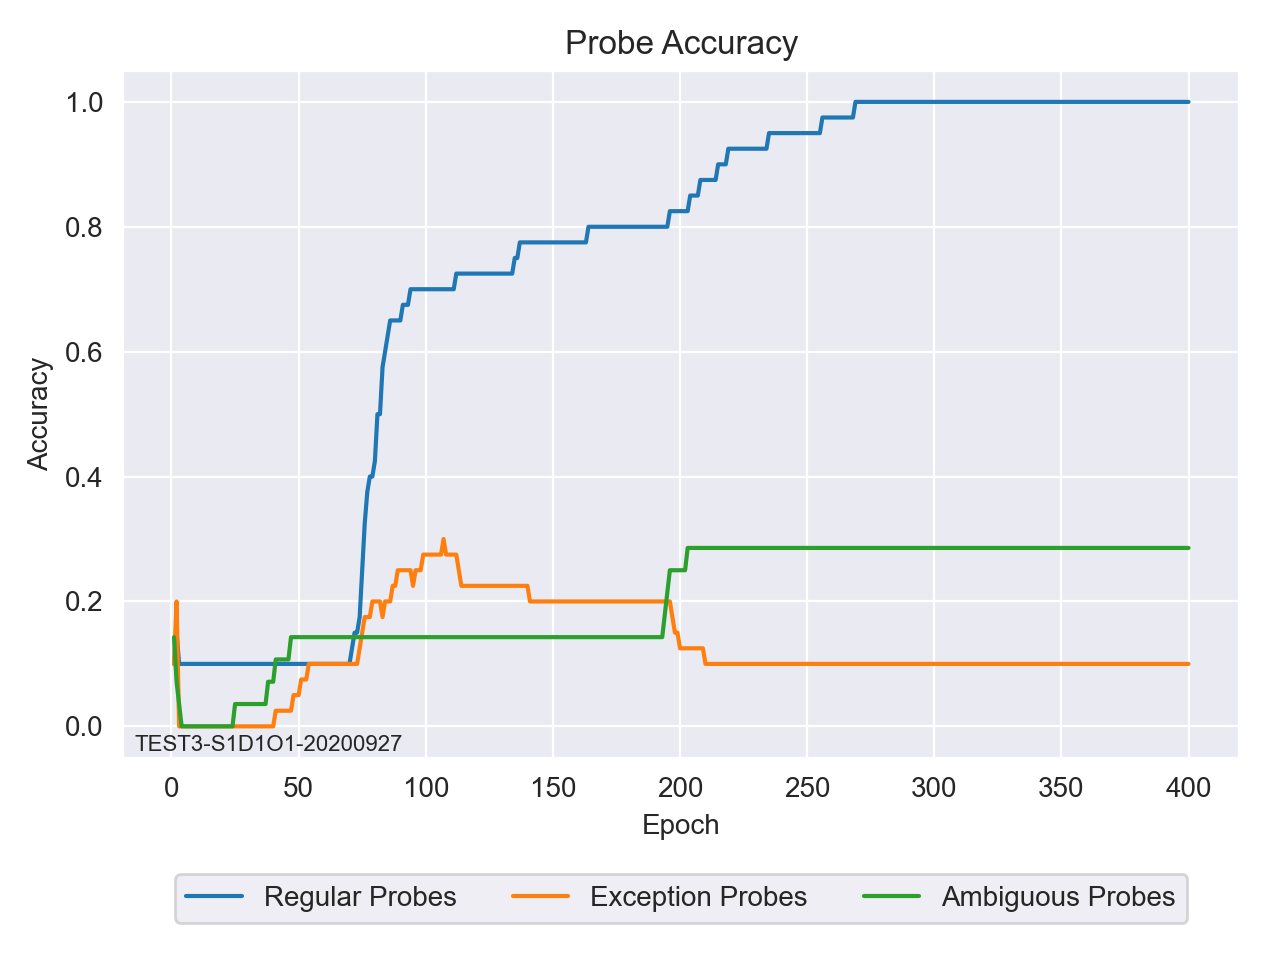 Probe Accuracy
1.0
0.8
0.6
0.4
0.2
0.0
Accuracy
TEST3-S1D1O1-20200927
0 50 100 150 200 250 300 350 400
Epoch
Regular Probes Exception Probes Ambiguous Probes